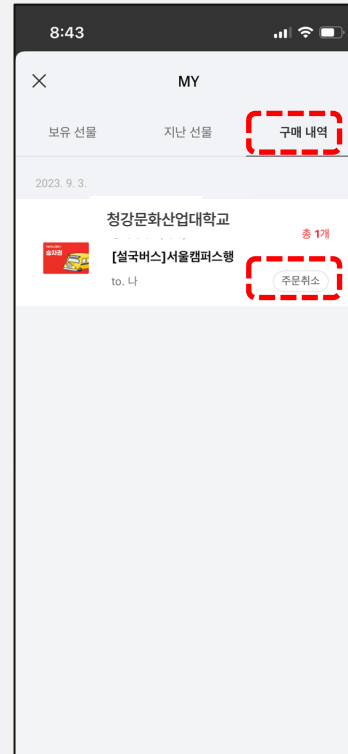 8:43
MY
보유 선물
지난 선물
구매 내역
2023. 9. 3.
청강문화산업대학교
총 1개
승차권
[설국버스]서울캠퍼스행
to. 나
주문취소